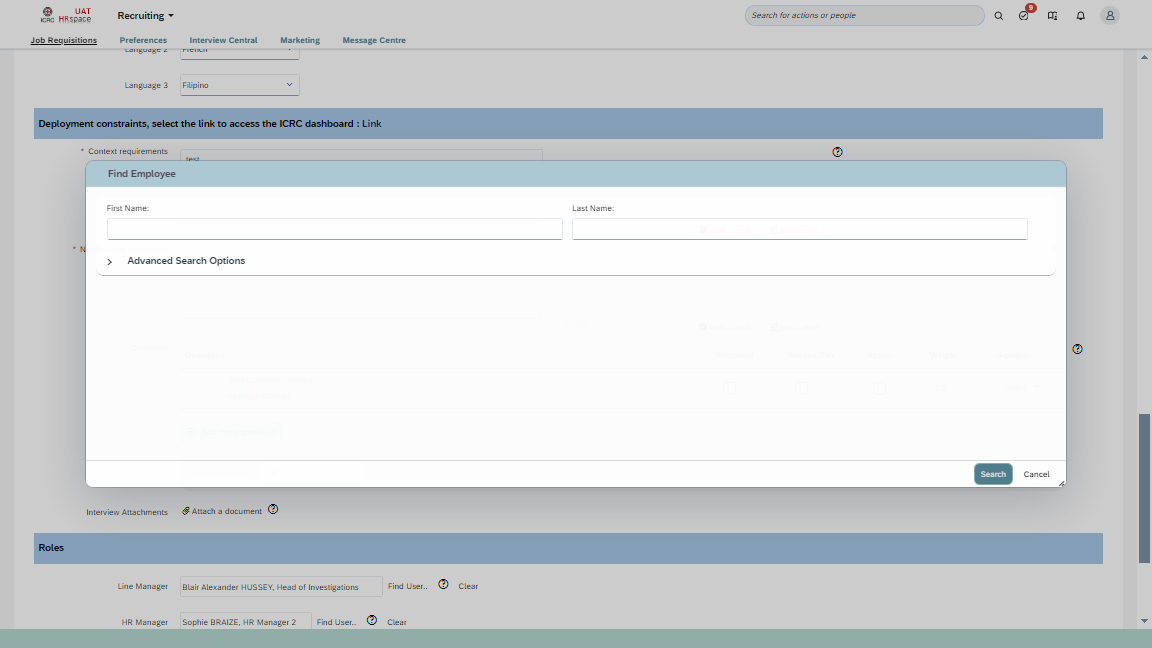 ICRC
UAT
HRspace
Recruiting
Search for actions or people
9
Job Requisitions
Preferences
Interview Central
Marketing
Message Centre
Language 2
French
Language 3
Filipino
Deployment constraints, select the link to access the ICRC dashboard : Link
* Context requirements
test
* N
Find Employee
First Name:
Last Name:
Advanced Search Options
Search
Cancel
Interview Attachments
Attach a document
Roles
Line Manager
Blair Alexander HUSSEY, Head of Investigations
Find User..
Clear
HR Manager
Sophie BRAIZE, HR Manager 2
Find User..
Clear